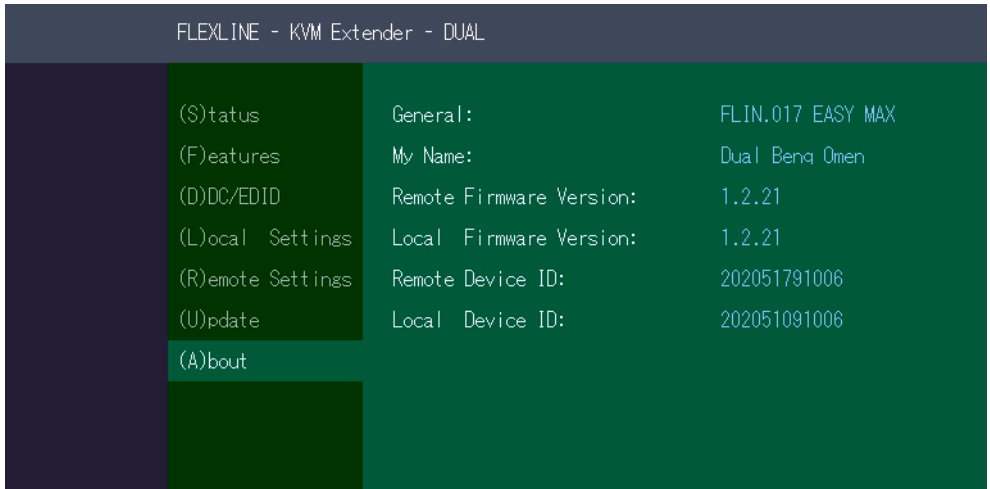 FLEXLINE - KVM Extender - DUAL
(S)tatus General: FLIN.017 EASY MAX
(F)eatures My Name: Dual Benq Omen
(D)DC/EDID Remote Firmware Version: 1.2.21
(L)ocal Settings Local Firmware Version: 1.2.21
(R)emote Settings Remote Device ID: 202051791006
(U)pdate Local Device ID: 202051091006
(A)bout